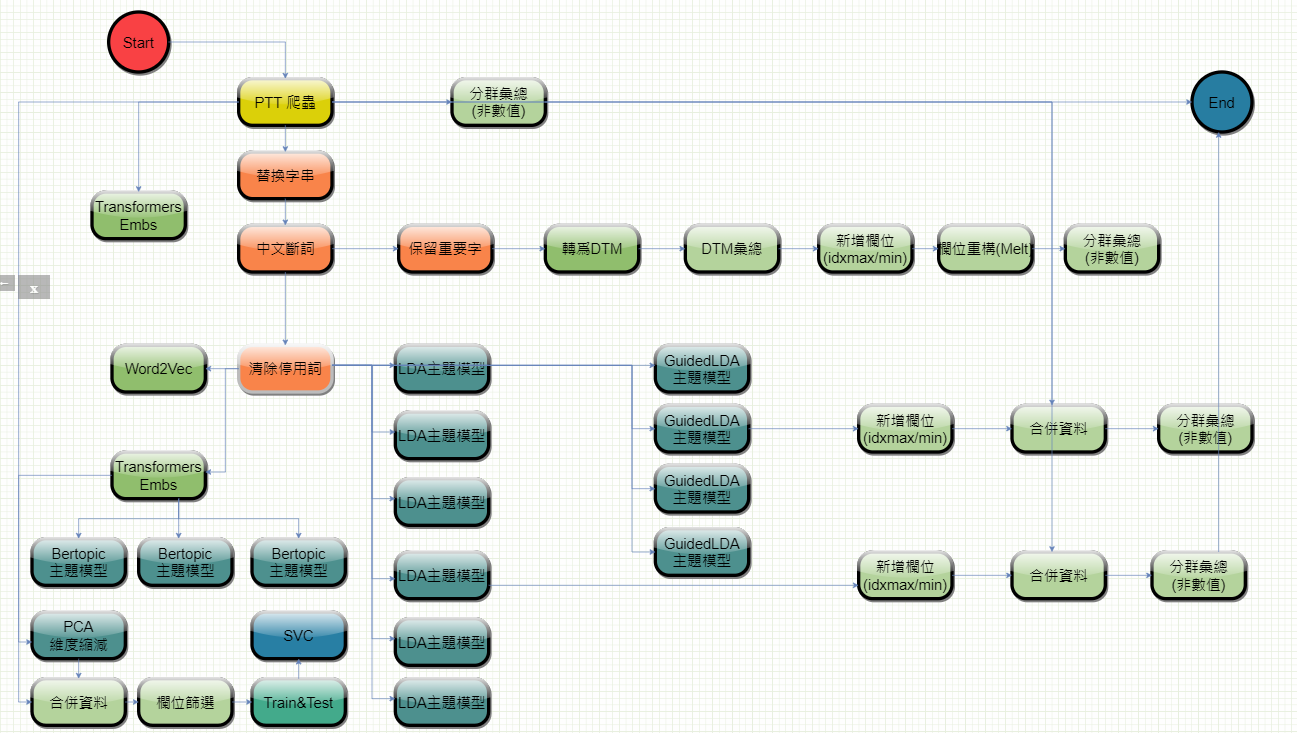 Start
PTT 爬蟲
分群彙總
(非數值)
End
替換字串
Transformers
Embs
中文斷詞
保留重要字
轉為DTM
DTM彙總
新增欄位
(idxmax/min)
欄位重構(Melt)
分群彙總
(非數值)
←
x
Word2Vec
清除停用詞
LDA主題模型
GuidedLDA
主題模型
LDA主題模型
GuidedLDA
主題模型
新增欄位
(idxmax/min)
合併資料
分群彙總
(非數值)
Transformers
Embs
LDA主題模型
GuidedLDA
主題模型
Bertopic
主題模型
Bertopic
主題模型
Bertopic
主題模型
LDA主題模型
GuidedLDA
主題模型
新增欄位
(idxmax/min)
合併資料
分群彙總
(非數值)
PCA
維度縮減
SVC
LDA主題模型
合併資料
欄位篩選
Train&Test
LDA主題模型